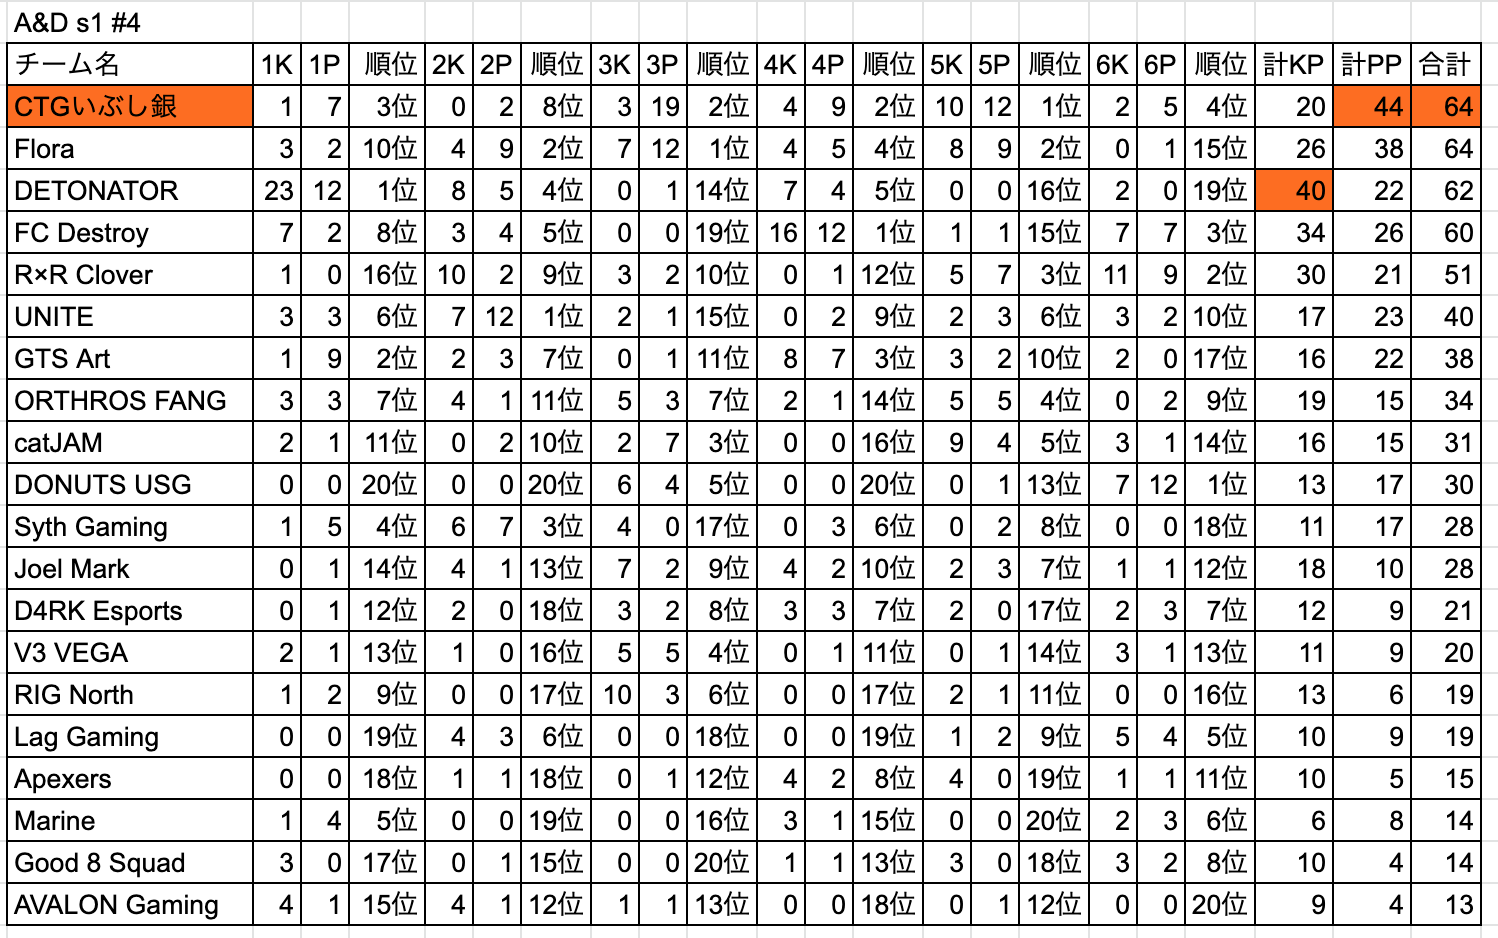 A&D s1 #4
チーム名 1K 1P 順位 2K 2P 順位 3K 3P 順位 4K 4P 順位 5K 5P 順位 6K 6P 順位 計KP 計PP 合計
CTGいぶし銀 1 7 3位 0 2 8位 3 19 2位 4 9 2位 10 12 1位 2 5 4位 20 44 64
Flora 3 2 10位 4 9 2位 7 12 1位 4 5 4位 8 9 2位 0 1 15位 26 38 64
DETONATOR 23 12 1位 8 5 4位 0 1 14位 7 4 5位 0 0 16位 2 0 19位 40 22 62
FC Destroy 7 2 8位 3 4 5位 0 0 19位 16 12 1位 1 1 15位 7 7 3位 34 26 60
R×R Clover 1 0 16位 10 2 9位 3 2 10位 0 1 12位 5 7 3位 11 9 2位 30 21 51
UNITE 3 3 6位 7 12 1位 2 1 15位 0 2 9位 2 3 6位 3 2 10位 17 23 40
GTS Art 1 9 2位 2 3 7位 0 1 11位 8 7 3位 3 2 10位 2 0 17位 16 22 38
ORTHROS FANG 3 3 7位 4 1 11位 5 3 7位 2 1 14位 5 5 4位 0 2 9位 19 15 34
catJAM 2 1 11位 0 2 10位 2 7 3位 0 0 16位 9 4 5位 3 1 14位 16 15 31
DONUTS USG 0 0 20位 0 0 20位 6 4 5位 0 0 20位 0 1 13位 7 12 1位 13 17 30
Syth Gaming 1 5 4位 6 7 3位 4 0 17位 0 3 6位 0 2 8位 0 0 18位 11 17 28
Joel Mark 0 1 14位 4 1 13位 7 2 9位 4 2 10位 2 3 7位 1 1 12位 18 10 28
D4RK Esports 0 1 12位 2 0 18位 3 2 8位 3 3 7位 2 0 17位 2 3 7位 12 9 21
V3 VEGA 2 1 13位 1 0 16位 5 5 4位 0 1 11位 0 1 14位 3 1 13位 11 9 20
RIG North 1 2 9位 0 0 17位 10 3 6位 0 0 17位 2 1 11位 0 0 16位 13 6 19
Lag Gaming 0 0 19位 4 3 6位 0 0 18位 0 0 19位 1 2 9位 5 4 5位 10 9 19
Apexers 0 0 18位 1 1 18位 0 1 12位 4 2 8位 4 0 19位 1 1 11位 10 5 15
Marine 1 4 5位 0 0 19位 0 0 16位 3 1 15位 0 0 20位 2 3 6位 6 8 14
Good 8 Squad 3 0 17位 0 1 15位 0 0 20位 1 1 13位 3 0 18位 3 2 8位 10 4 14
AVALON Gaming 4 1 15位 4 1 12位 1 1 13位 0 0 18位 0 1 12位 0 0 20位 9 4 13